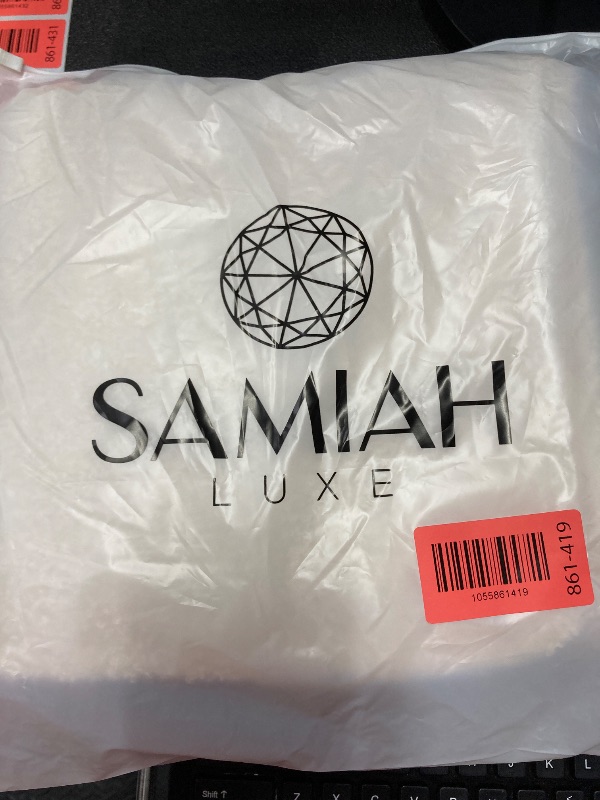 861-431
SAMIAH
LUXE
1055861419
861-419
J K L
Shift ↑
Z X C V B N M